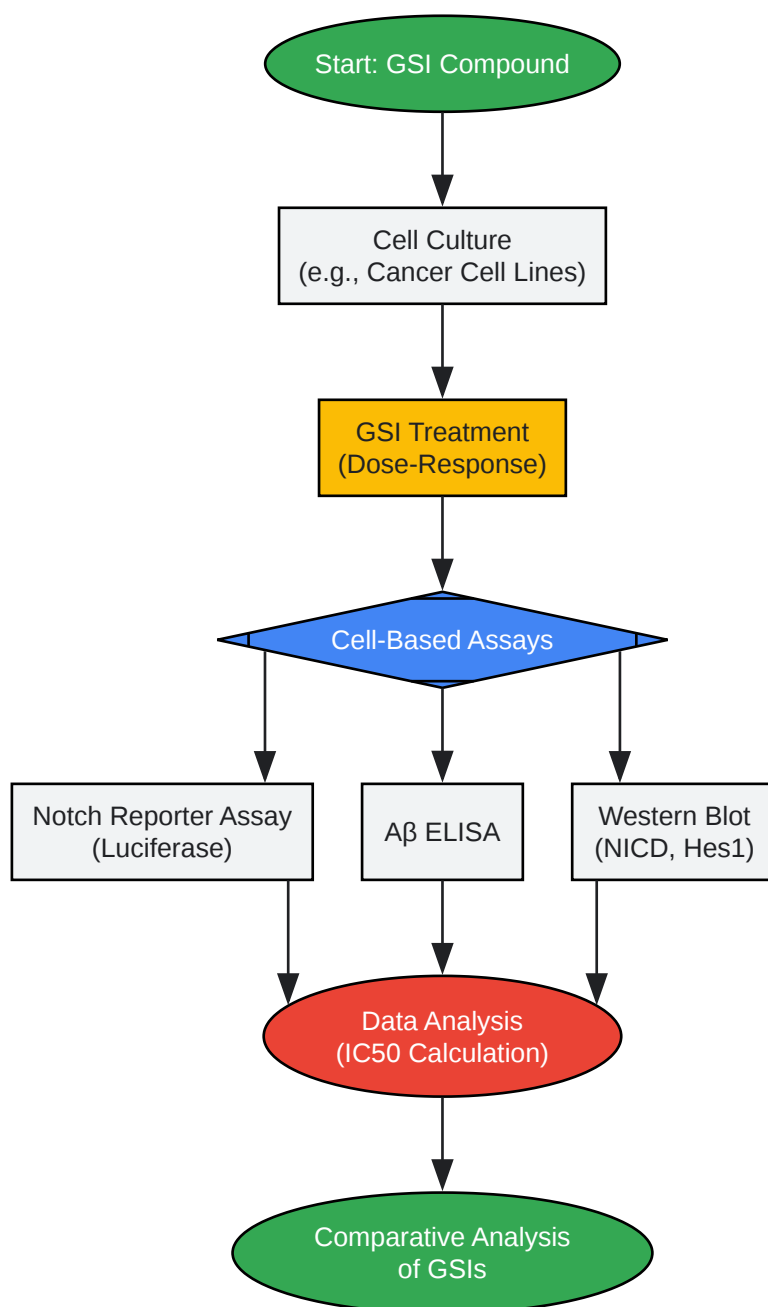 Start: GSI Compound
Cell Culture
(e.g., Cancer Cell Lines)
GSI Treatment
(Dose-Response)
Cell-Based Assays
Notch Reporter Assay
(Luciferase)
Aβ ELISA
Western Blot
(NICD, Hes1)
Data Analysis
(IC50 Calculation)
Comparative Analysis
of GSIs